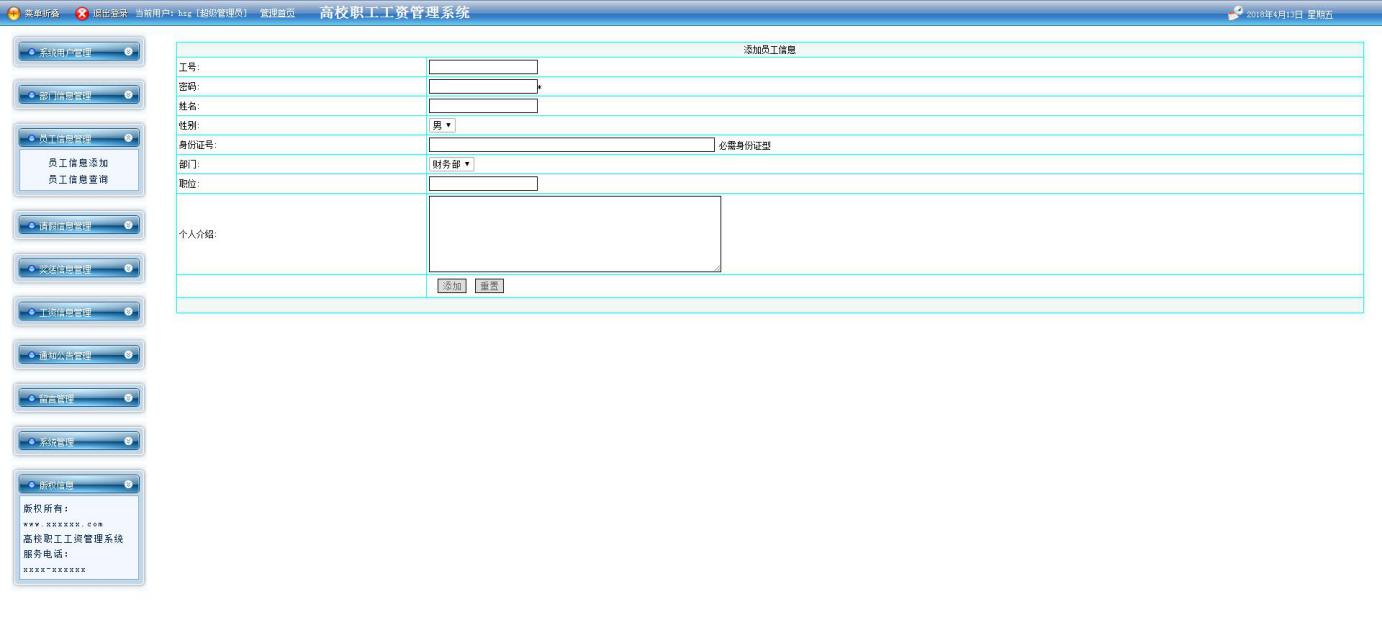 菜单折叠 退出登录 当前用户：hsg [超级管理员] 管理首页 高校职工工资管理系统 2018年4月13日 星期五
系统用户管理
部门信息管理
员工信息管理
员工信息添加
员工信息查询
请假信息管理
奖惩信息管理
工资信息管理
通知公告管理
留言管理
系统管理
版权信息
版权所有：
www.xxxxxx.com
高校职工工资管理系统
服务电话：
xxxx-xxxxxx
添加员工信息
工号:
密码: *
姓名:
性别: 男
身份证号: 必需身份证型
部门: 财务部
职位:
个人介绍:
添加 重置